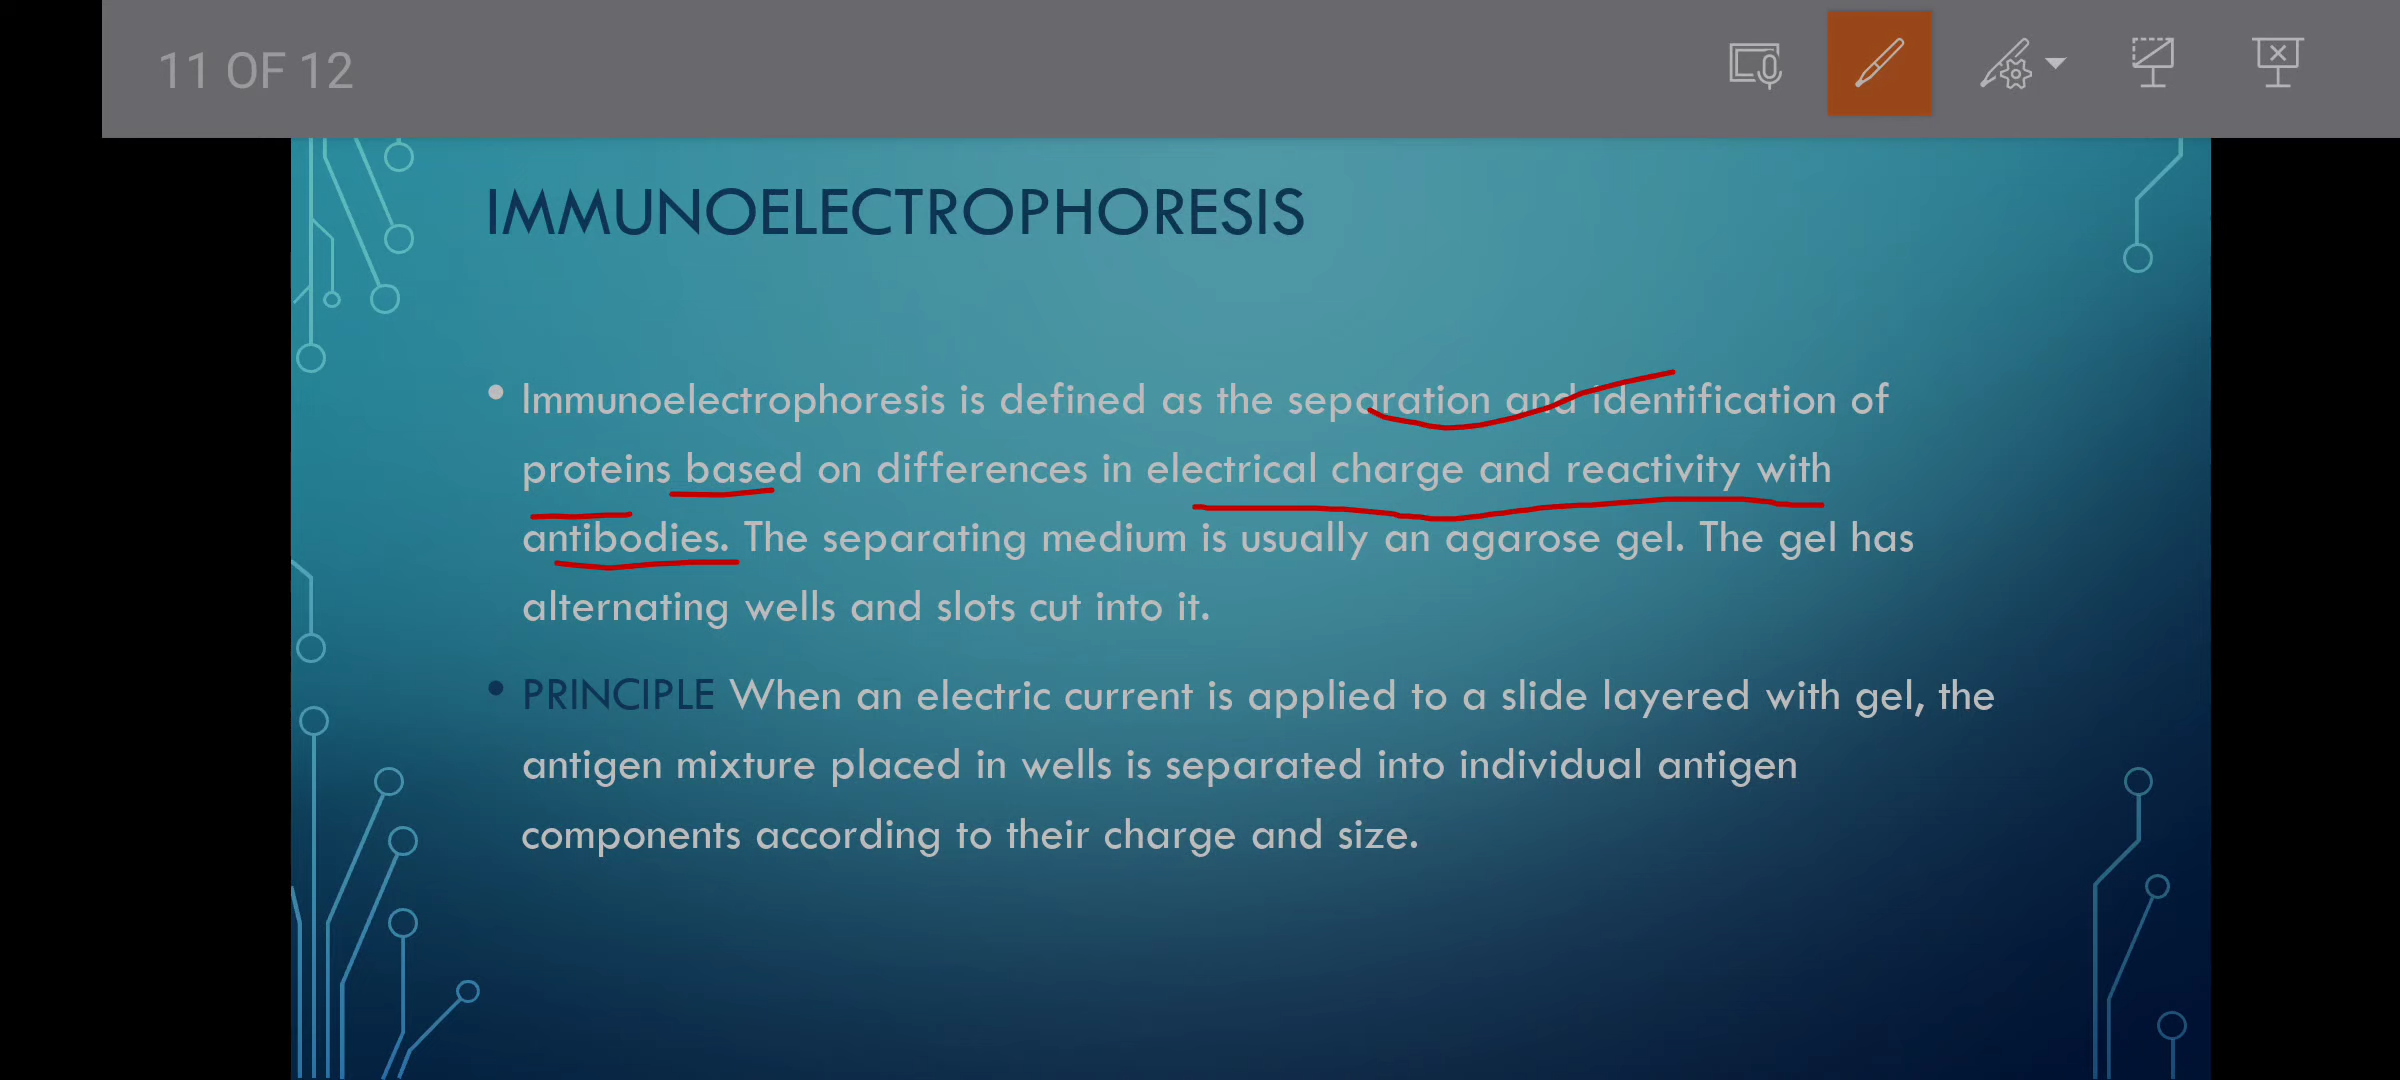 11 OF 12
IMMUNOELECTROPHORESIS
• Immunoelectrophoresis is defined as the separation and identification of
proteins based on differences in electrical charge and reactivity with
antibodies. The separating medium is usually an agarose gel. The gel has
alternating wells and slots cut into it.
• PRINCIPLE When an electric current is applied to a slide layered with gel, the
antigen mixture placed in wells is separated into individual antigen
components according to their charge and size.